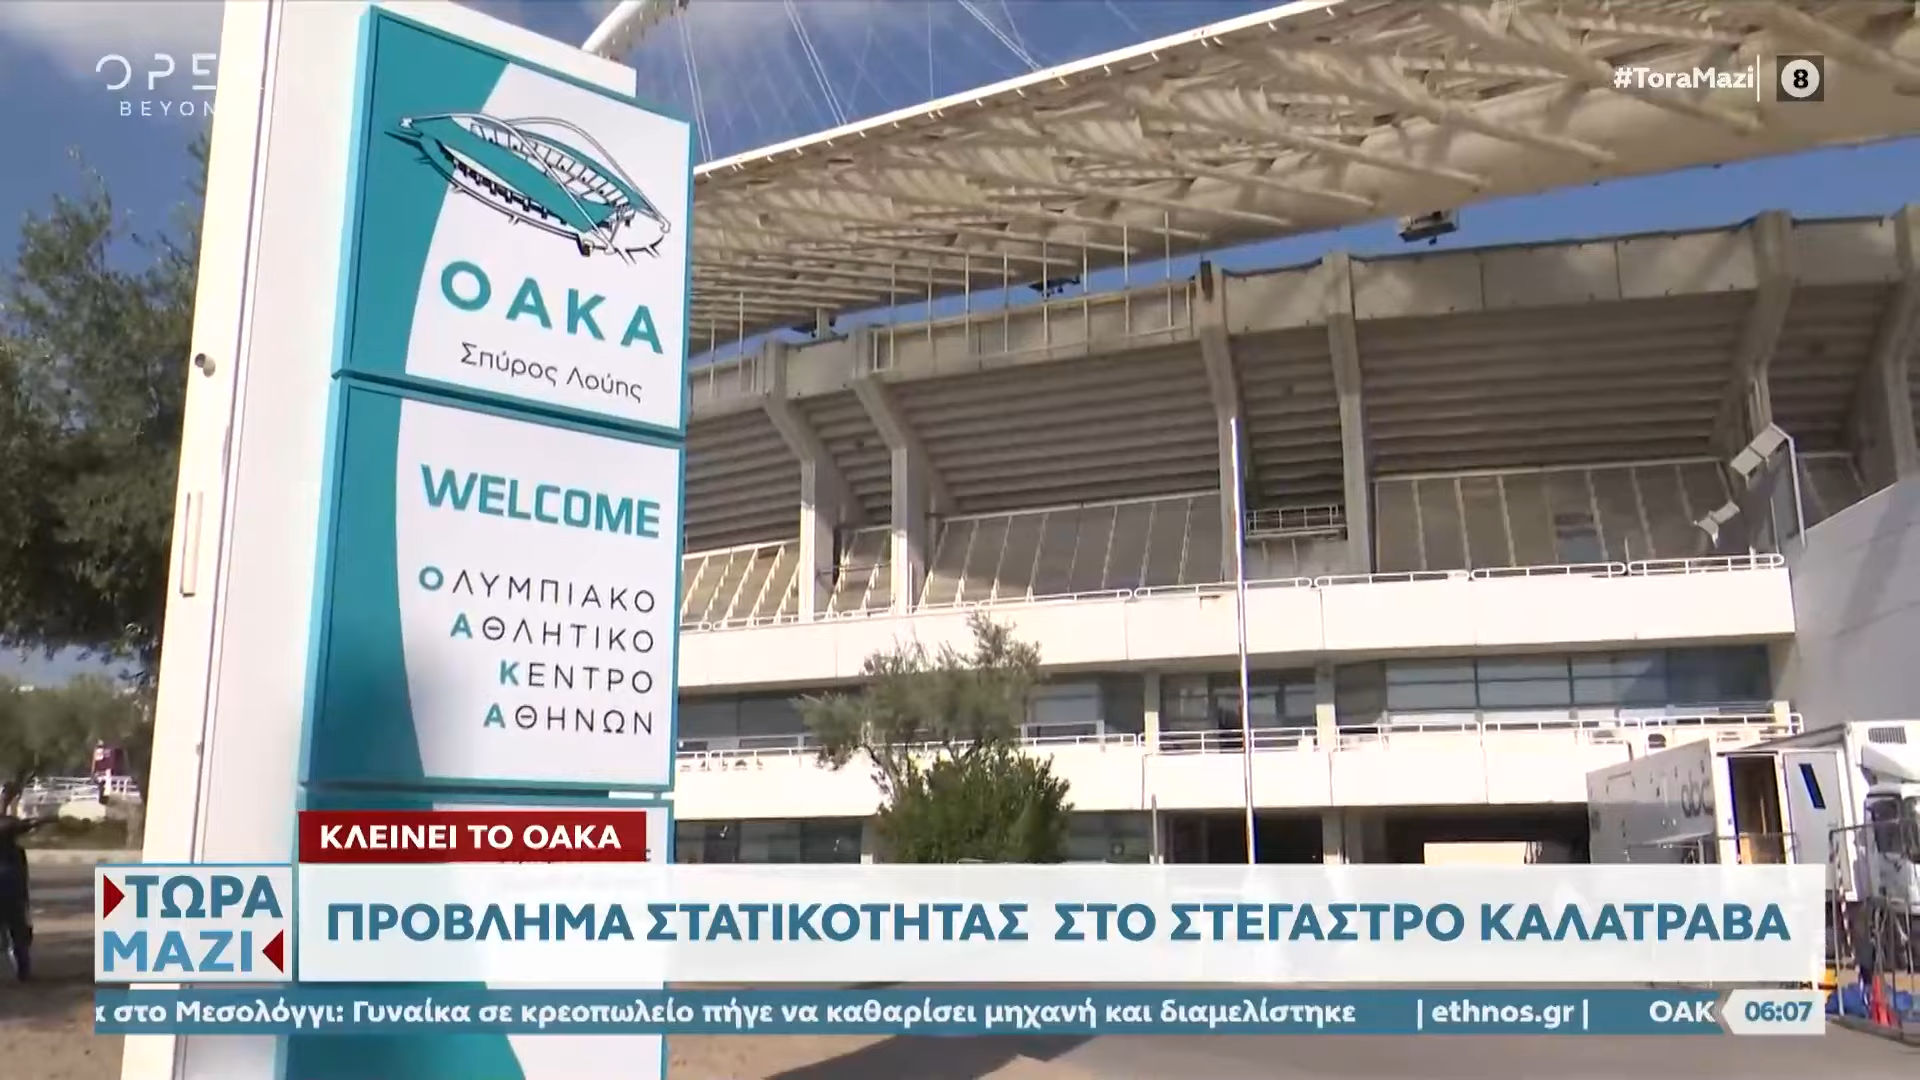 OPEN
BEYOND
#ToraMazi
8
ΟΑΚΑ
Σπύρος Λούης
WELCOME
ΟΛΥΜΠΙΑΚΟ
ΑΘΛΗΤΙΚΟ
ΚΕΝΤΡΟ
ΑΘΗΝΩΝ
ΚΛΕΙΝΕΙ ΤΟ ΟΑΚΑ
ΤΩΡΑ
ΜΑΖΙ
ΠΡΟΒΛΗΜΑ ΣΤΑΤΙΚΟΤΗΤΑΣ ΣΤΟ ΣΤΕΓΑΣΤΡΟ ΚΑΛΑΤΡΑΒΑ
στο Μεσολόγγι: Γυναίκα σε κρεοπωλείο πήγε να καθαρίσει μηχανή και διαμελίστηκε | ethnos.gr | ΟΑΚ
06:07